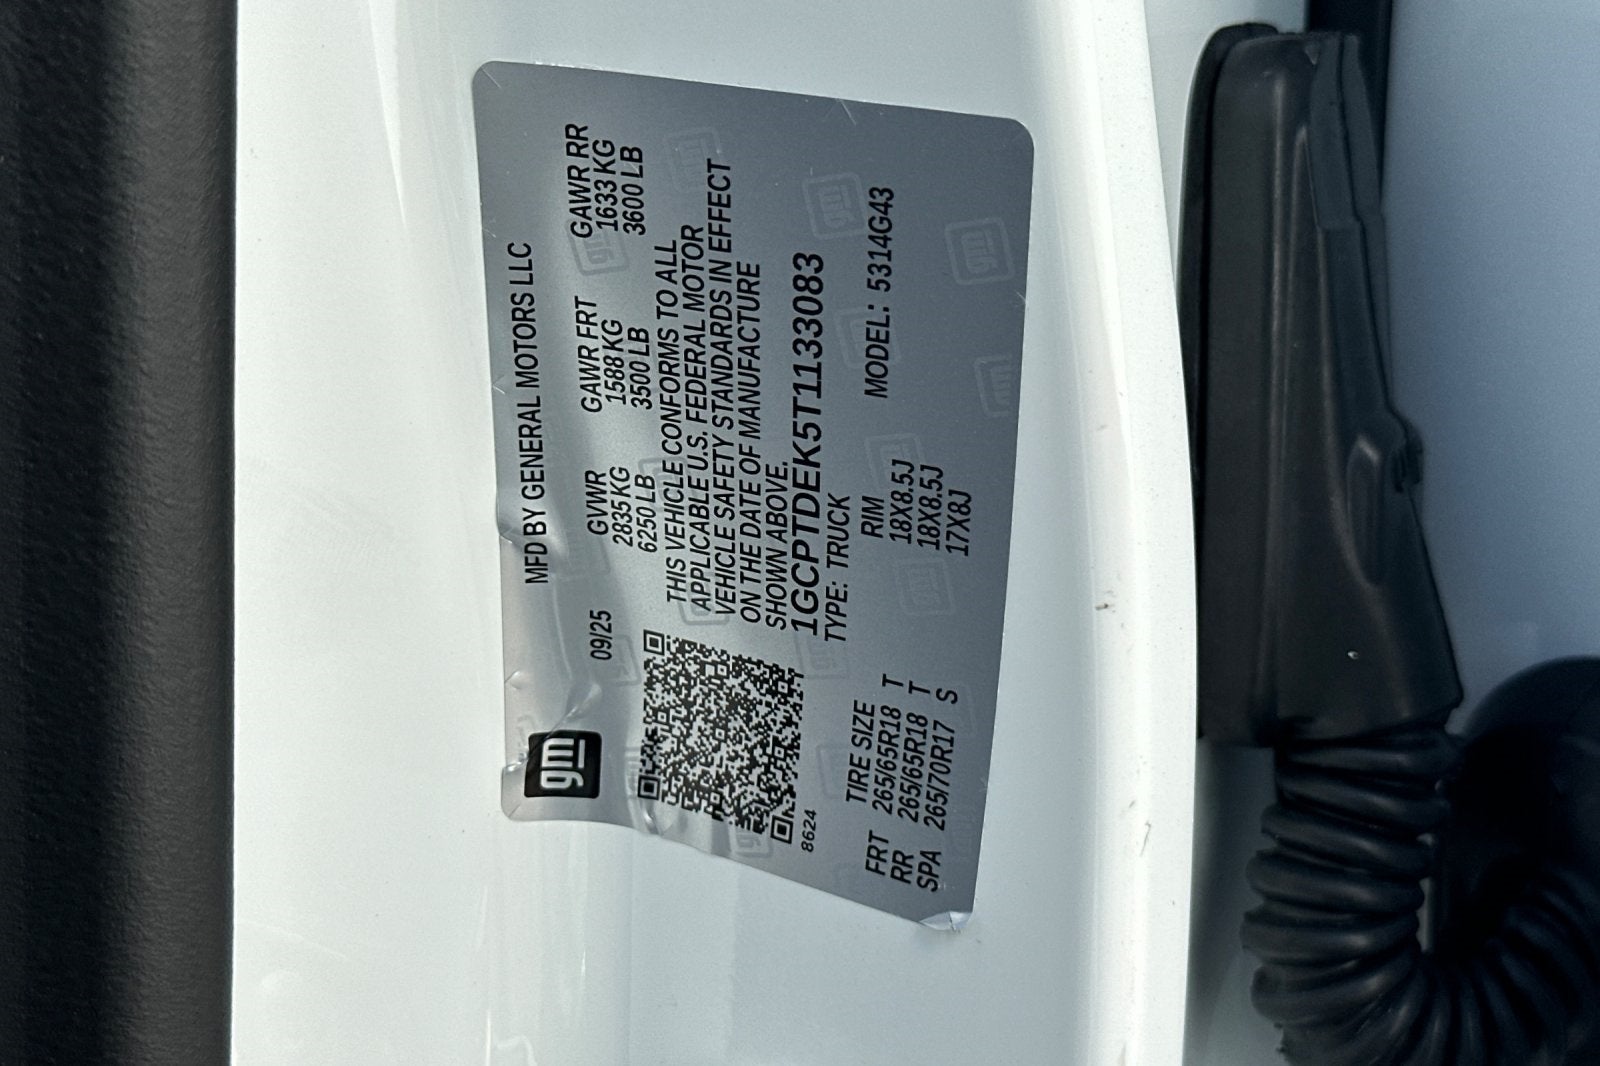 gm
MFD BY GENERAL MOTORS LLC
09/25
GVWR GAWR FRT GAWR RR
2835 KG 1588 KG 1633 KG
6250 LB 3500 LB 3600 LB
THIS VEHICLE CONFORMS TO ALL
APPLICABLE U.S. FEDERAL MOTOR
VEHICLE SAFETY STANDARDS IN EFFECT
ON THE DATE OF MANUFACTURE
SHOWN ABOVE.
1GCPTDEK5T1133083
TYPE: TRUCK MODEL: 5314G43
8624
TIRE SIZE RIM
FRT 265/65R18 T 18X8.5J
RR 265/65R18 T 18X8.5J
SPA 265/70R17 S 17X8J